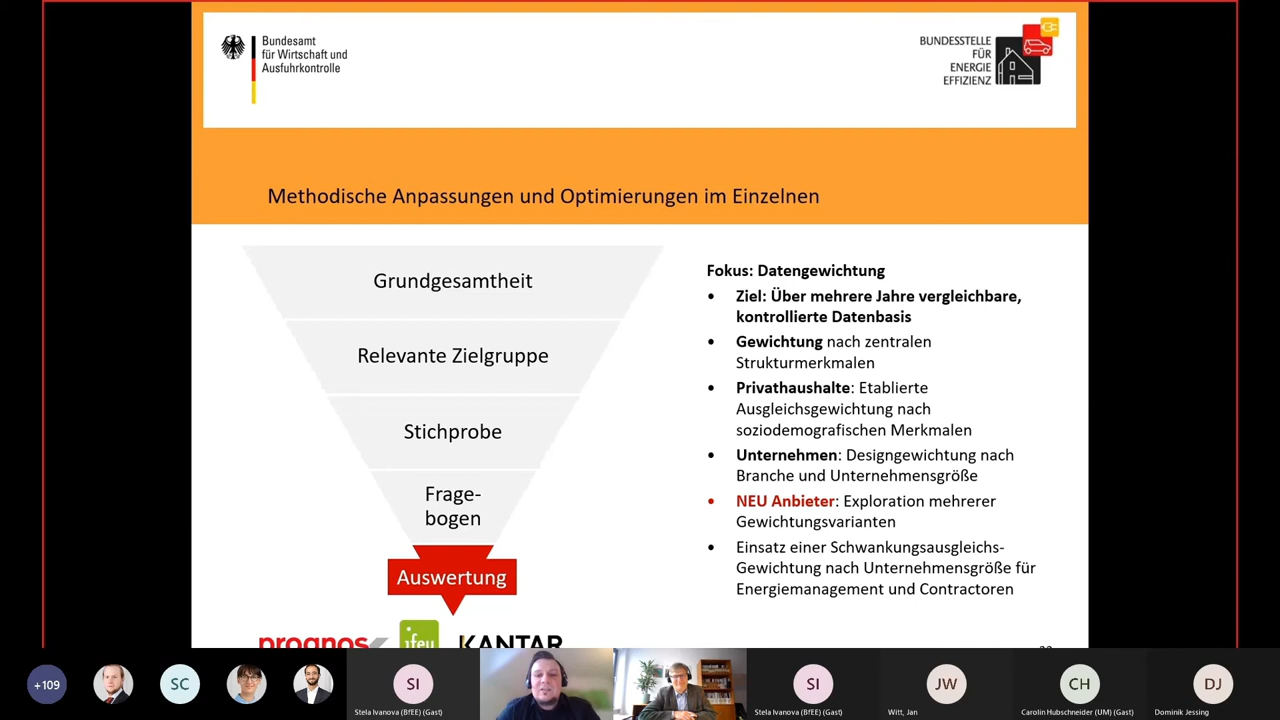 Bundesamt
für Wirtschaft und
Ausfuhrkontrolle
BUNDESSTELLE
FÜR
ENERGIE
EFFIZIENZ
Methodische Anpassungen und Optimierungen im Einzelnen
Grundgesamtheit
Relevante Zielgruppe
Stichprobe
Frage-
bogen
Auswertung
Fokus: Datengewichtung
• Ziel: Über mehrere Jahre vergleichbare,
kontrollierte Datenbasis
• Gewichtung nach zentralen
Strukturmerkmalen
• Privathaushalte: Etablierte
Ausgleichsgewichtung nach
soziodemografischen Merkmalen
• Unternehmen: Designgewichtung nach
Branche und Unternehmensgröße
• NEU Anbieter: Exploration mehrerer
Gewichtungsvarianten
• Einsatz einer Schwankungsausgleichs-
Gewichtung nach Unternehmensgröße für
Energiemanagement und Contractoren
prognos ifeu KANTAR
+109
SC
SI
Stela Ivanova (BfEE) (Gast)
SI
Stela Ivanova (BfEE) (Gast)
JW
Witt, Jan
CH
Carolin Hubschneider (UM) (Gast)
DJ
Dominik Jessing